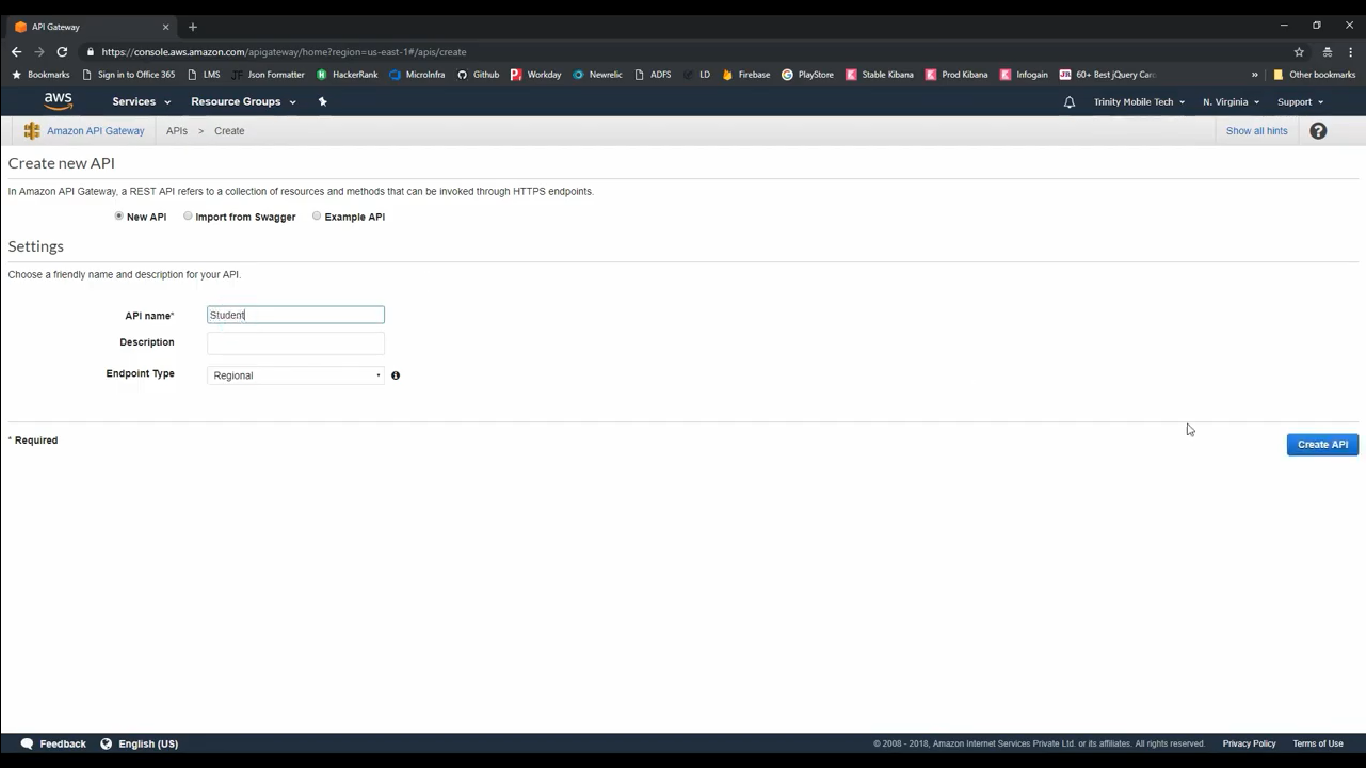 API Gateway
https://console.aws.amazon.com/apigateway/home?region=us-east-1#/apis/create
Bookmarks Sign in to Office 365 LMS Json Formatter HackerRank MicroInfra Github Workday Newrelic ADFS LD Firebase PlayStore Stable Kibana Prod Kibana Infogain 60+ Best jQuery Car » Other bookmarks
aws Services Resource Groups Trinity Mobile Tech N. Virginia Support
Amazon API Gateway APIs > Create Show all hints ?
Create new API
In Amazon API Gateway, a REST API refers to a collection of resources and methods that can be invoked through HTTPS endpoints.
New API Import from Swagger Example API
Settings
Choose a friendly name and description for your API.
API name* Student
Description
Endpoint Type Regional
* Required
Create API
Feedback English (US) © 2008 - 2018, Amazon Internet Services Private Ltd. or its affiliates. All rights reserved. Privacy Policy Terms of Use